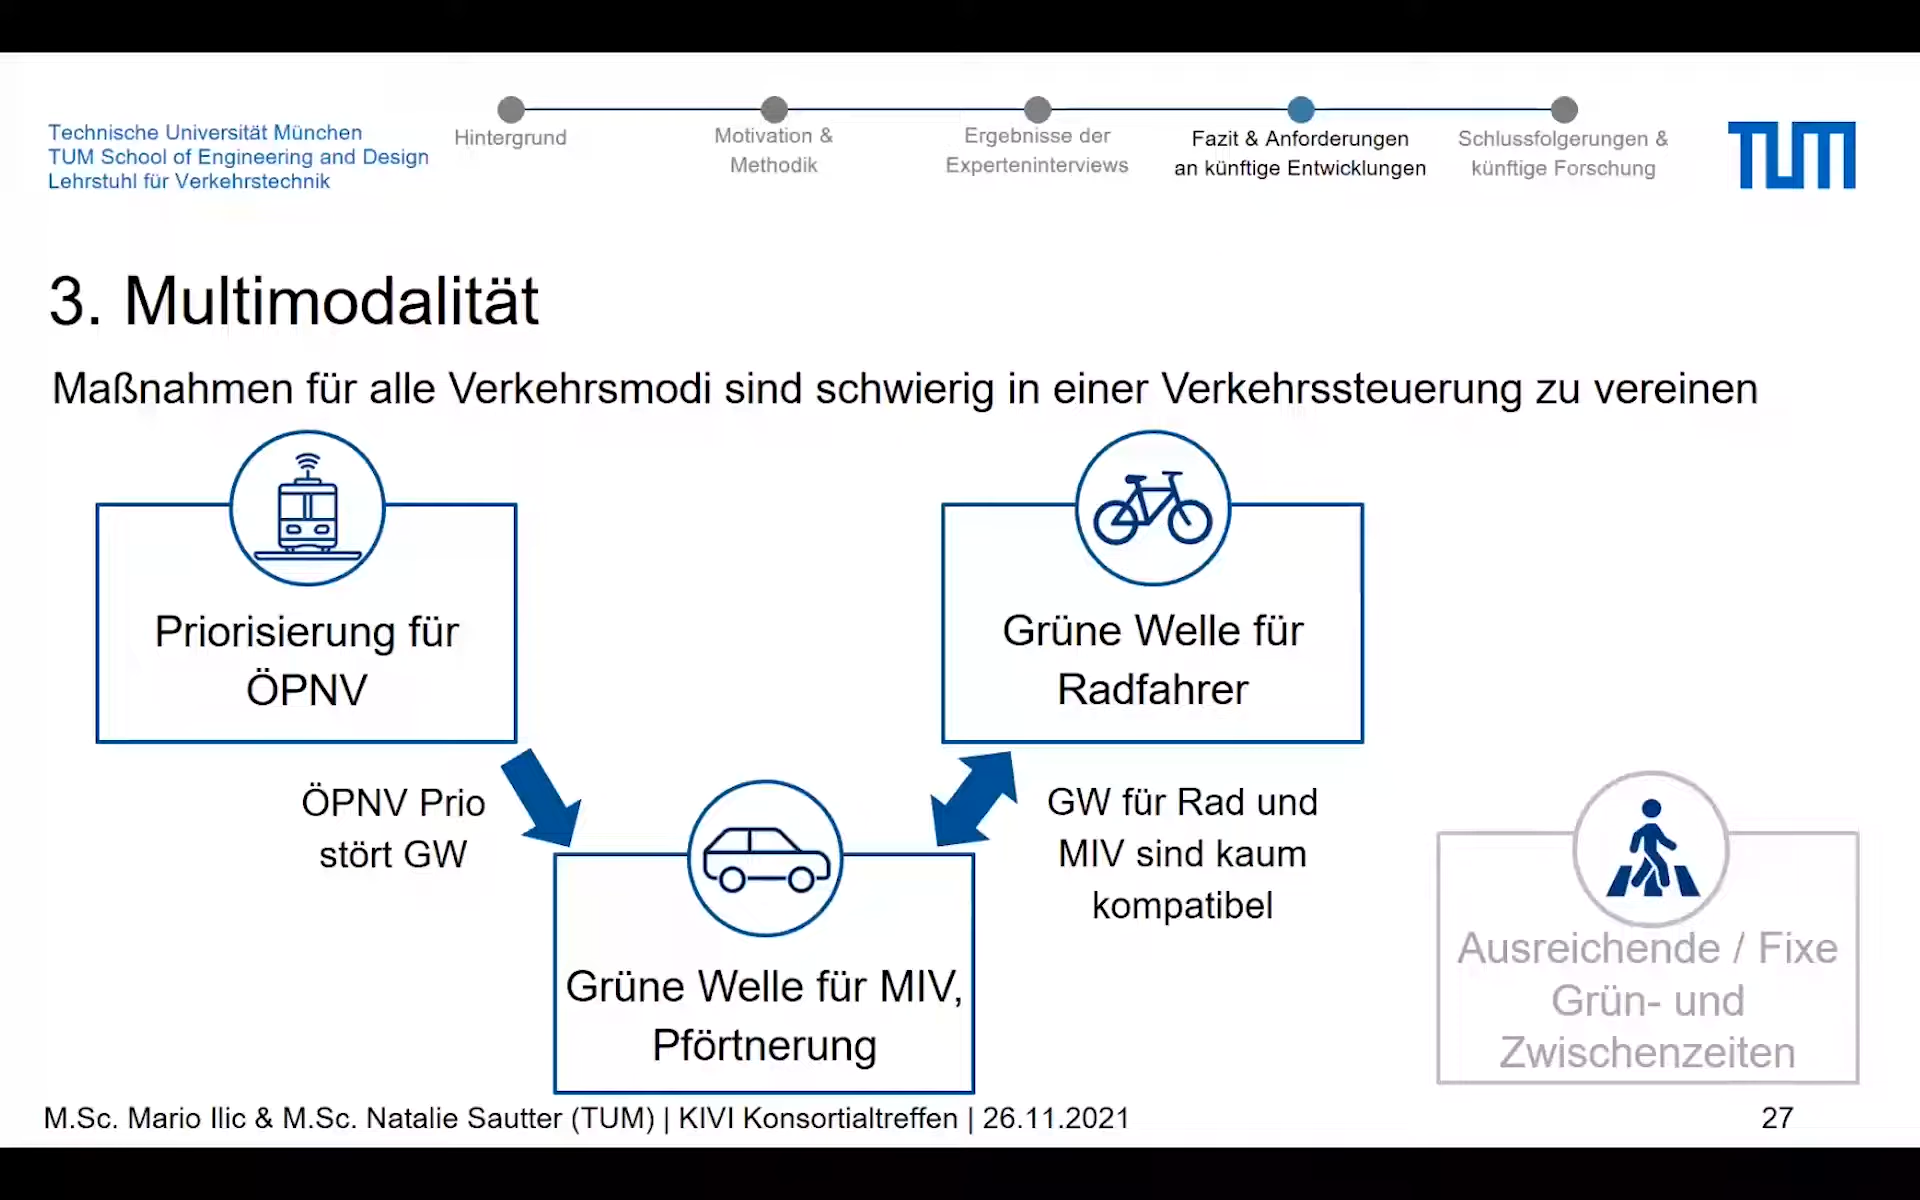 Technische Universität München
TUM School of Engineering and Design
Lehrstuhl für Verkehrstechnik
Hintergrund
Motivation &
Methodik
Ergebnisse der
Experteninterviews
Fazit & Anforderungen
an künftige Entwicklungen
Schlussfolgerungen &
künftige Forschung
TUM
3. Multimodalität
Maßnahmen für alle Verkehrsmodi sind schwierig in einer Verkehrssteuerung zu vereinen
Priorisierung für
ÖPNV
Grüne Welle für
Radfahrer
ÖPNV Prio
stört GW
GW für Rad und
MIV sind kaum
kompatibel
Grüne Welle für MIV,
Pförtnerung
Ausreichende / Fixe
Grün- und
Zwischenzeiten
M.Sc. Mario Ilic & M.Sc. Natalie Sautter (TUM) | KIVI Konsortialtreffen | 26.11.2021
27